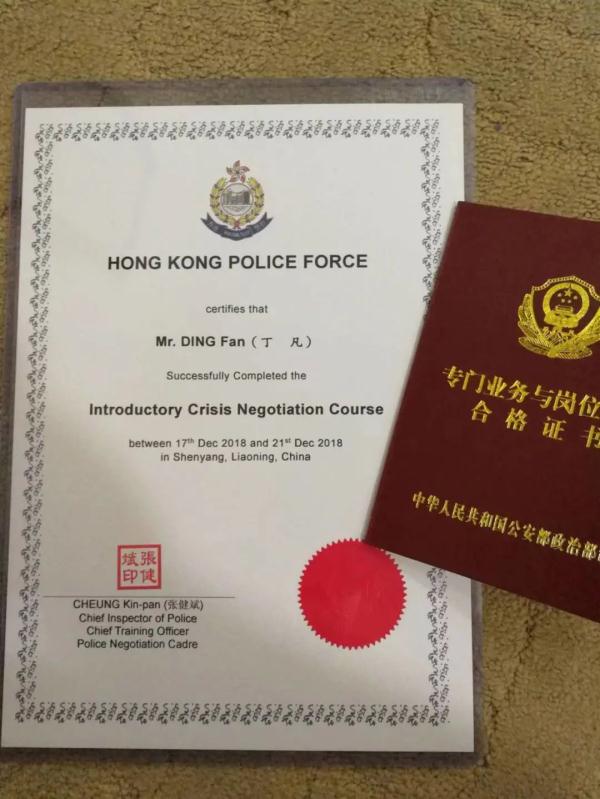 HONG KONG POLICE FORCE
certifies that
Mr. DING Fan (丁 凡)
Successfully Completed the
Introductory Crisis Negotiation Course
between 17th Dec 2018 and 21st Dec 2018
in Shenyang, Liaoning, China
張健
斌印
CHEUNG Kin-pan (张健斌)
Chief Inspector of Police
Chief Training Officer
Police Negotiation Cadre
专门业务与岗位
合格证书
中华人民共和国公安部政治部